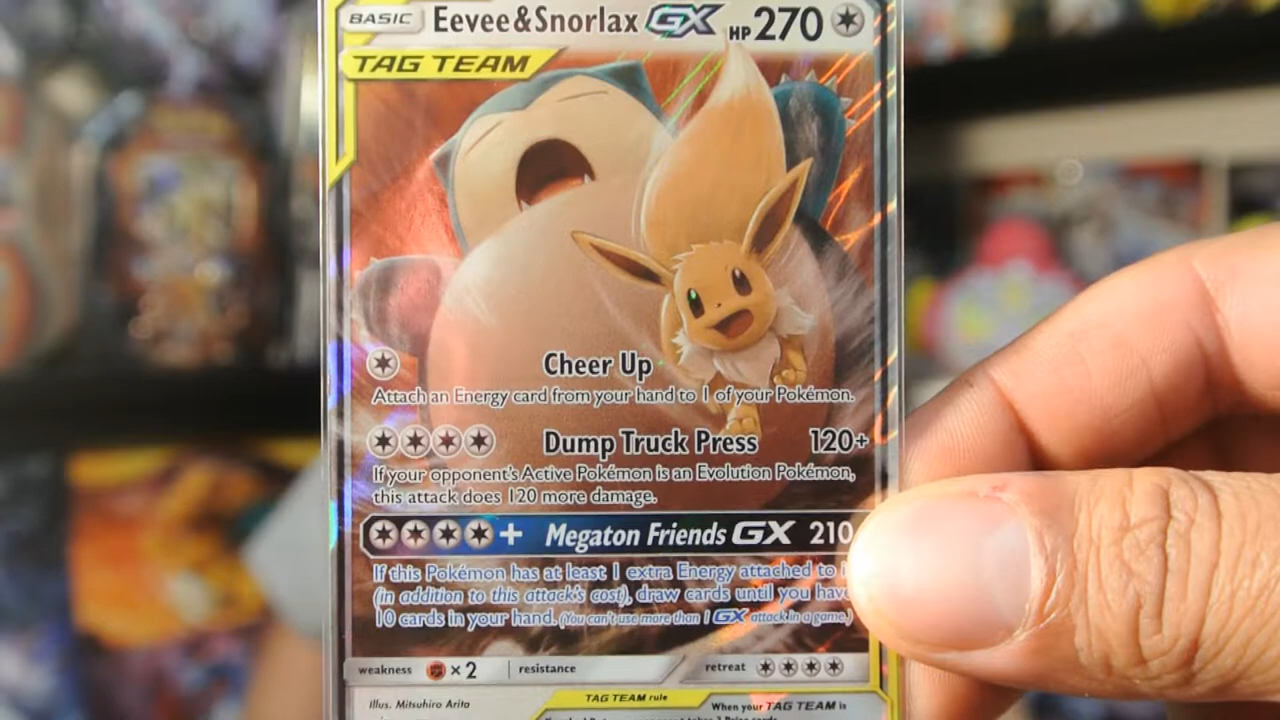 BASIC Eevee&Snorlax GX HP270
TAG TEAM
Cheer Up
Attach an Energy card from your hand to 1 of your Pokémon.
Dump Truck Press 120+
If your opponent's Active Pokémon is an Evolution Pokémon,
this attack does 120 more damage.
+ Megaton Friends GX 210
If this Pokémon has at least 1 extra Energy attached to
(in addition to this attack's cost), draw cards until you have
10 cards in your hand. (You can't use more than 1 GX attack in a game.)
weakness ×2 resistance retreat
Illus. Mitsuhiro Arita
TAG TEAM rule
When your TAG TEAM is